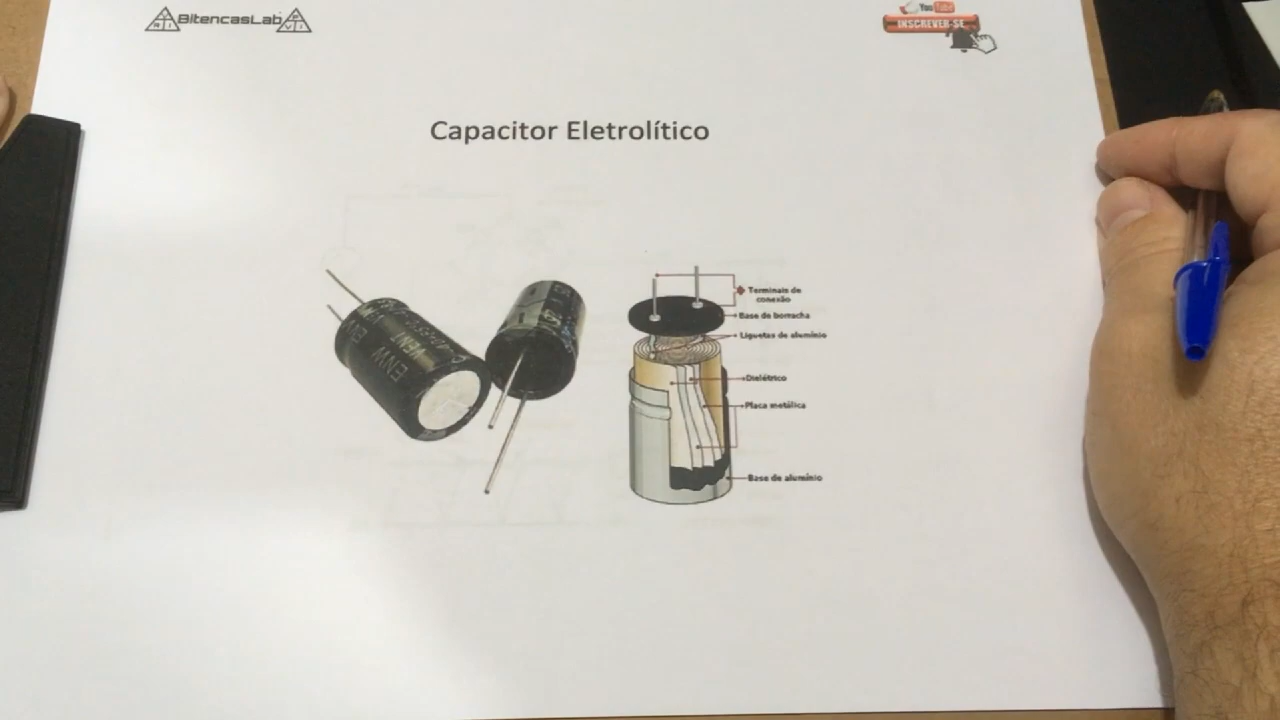 BitencasLab
YouTube
INSCREVER-SE
Capacitor Eletrolítico
Terminais de
conexão
Base de borracha
Liguetas de alumínio
Dielétrico
Placa metálica
Base de alumínio